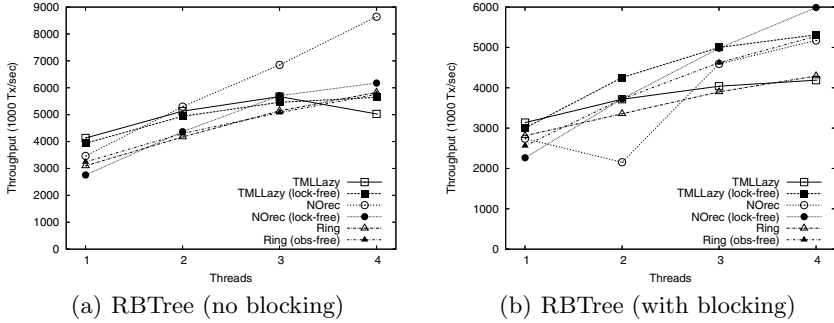 9000
8000
7000
6000
5000
4000
3000
2000
1000
0
Throughput (1000 Tx/sec)
TMLLazy
TMLLazy (lock-free)
NOrec
NOrec (lock-free)
Ring
Ring (obs-free)
1 2 3 4
Threads
(a) RBTree (no blocking)
6000
5000
4000
3000
2000
1000
0
Throughput (1000 Tx/sec)
TMLLazy
TMLLazy (lock-free)
NOrec
NOrec (lock-free)
Ring
Ring (obs-free)
1 2 3 4
Threads
(b) RBTree (with blocking)